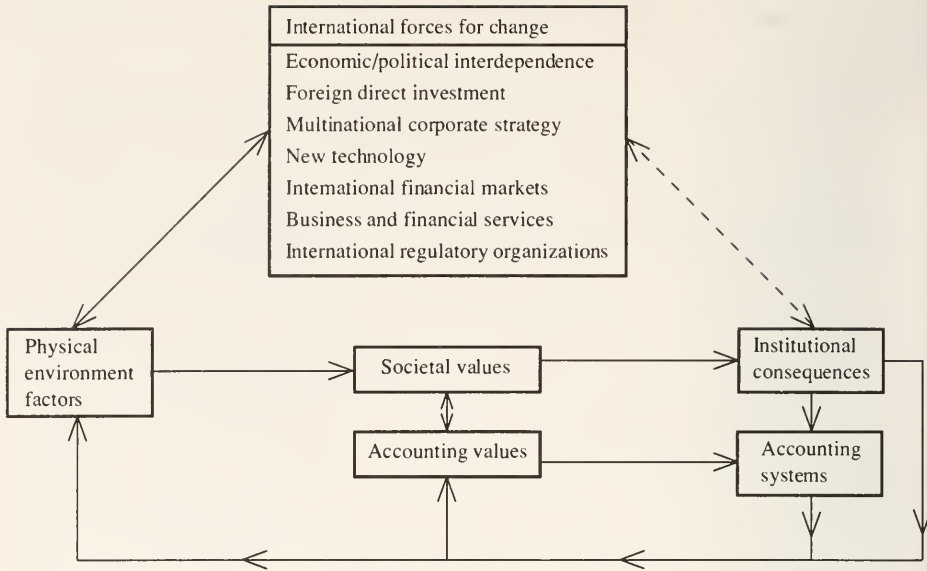 International forces for change
Economic/political interdependence
Foreign direct investment
Multinational corporate strategy
New technology
International financial markets
Business and financial services
International regulatory organizations
Physical
environment
factors
Societal values
Institutional
consequences
Accounting values
Accounting
systems